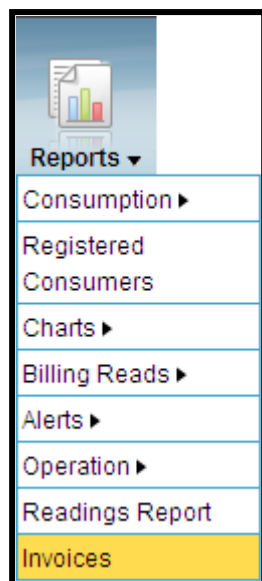 Reports ▾
Consumption ▸
Registered
Consumers
Charts ▸
Billing Reads ▸
Alerts ▸
Operation ▸
Readings Report
Invoices